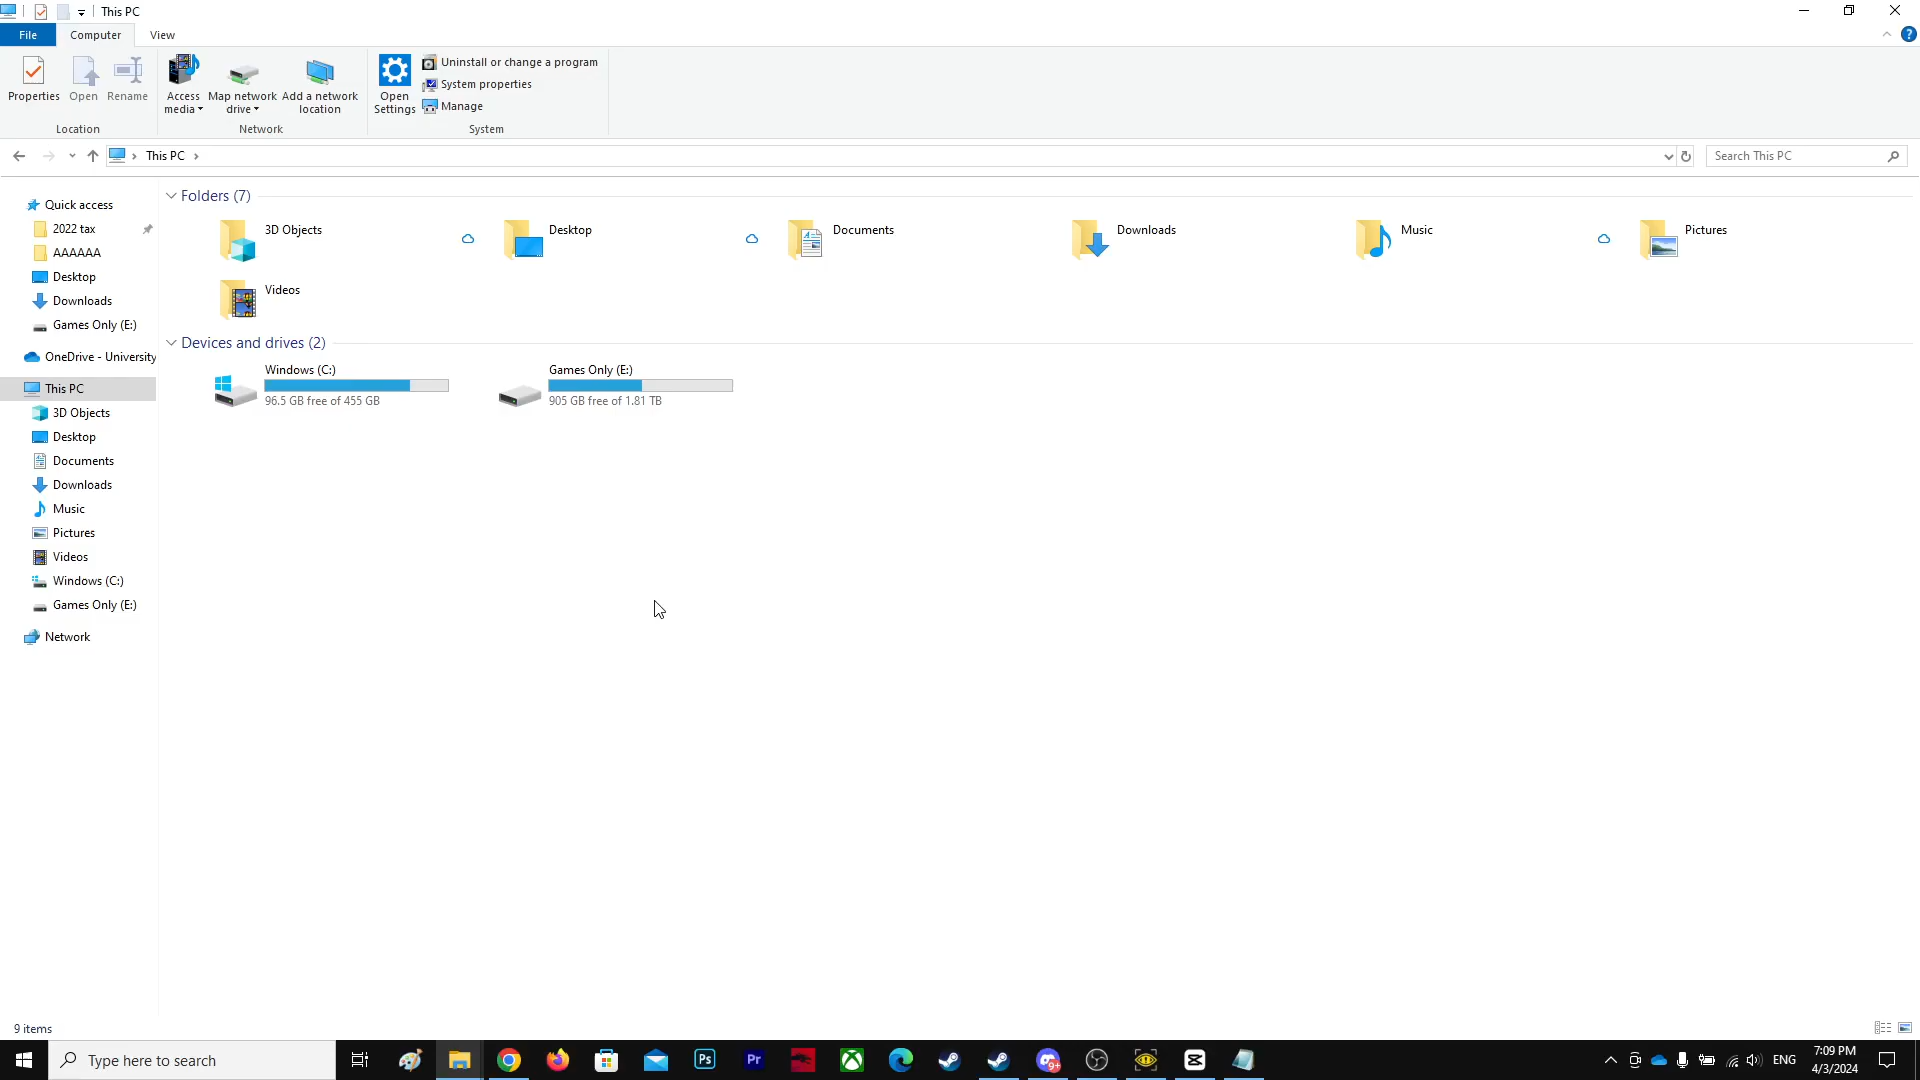 This PC
File
Computer
View
Properties
Open
Rename
Access media
Map network drive
Add a network location
Open Settings
Uninstall or change a program
System properties
Manage
Location
Network
System
This PC
Search This PC
Quick access
2022 tax
AAAAAA
Desktop
Downloads
Games Only (E:)
OneDrive - University
This PC
3D Objects
Desktop
Documents
Downloads
Music
Pictures
Videos
Windows (C:)
Games Only (E:)
Network
Folders (7)
3D Objects
Desktop
Documents
Downloads
Music
Pictures
Videos
Devices and drives (2)
Windows (C:)
96.5 GB free of 455 GB
Games Only (E:)
905 GB free of 1.81 TB
9 items
Type here to search
Ps
Pr
9+
ENG
7:09 PM
4/3/2024